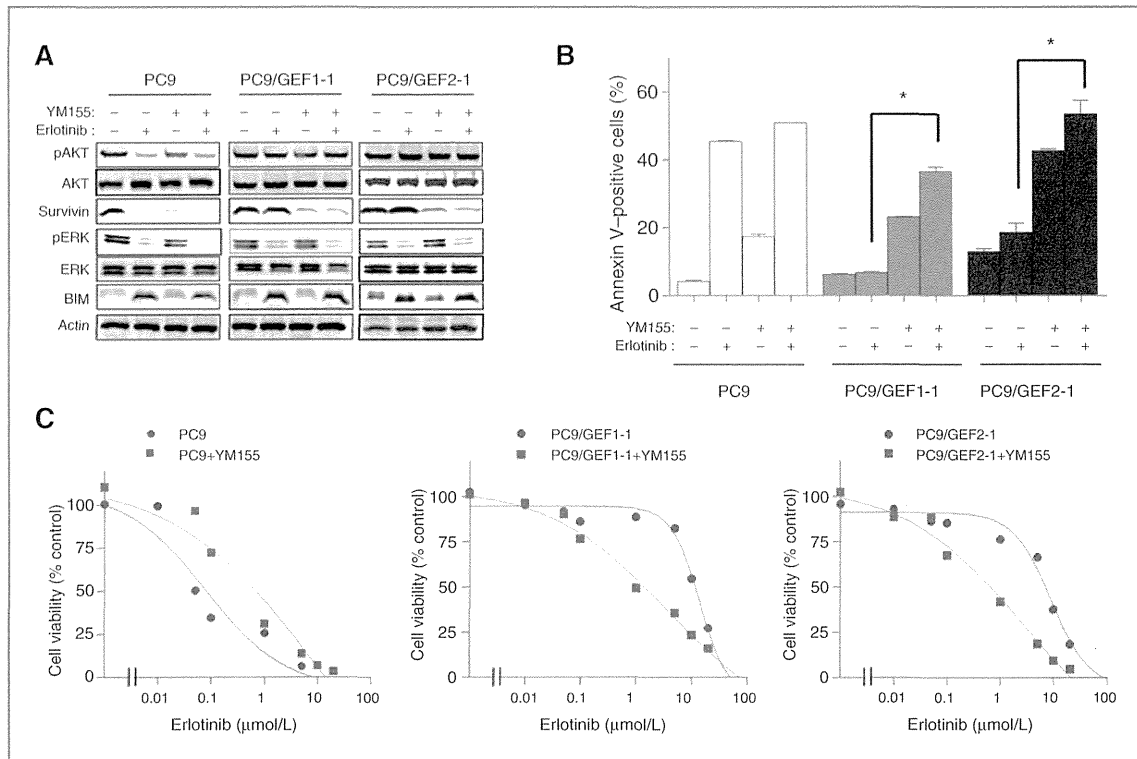 A
PC9 PC9/GEF1-1 PC9/GEF2-1
YM155: − − + + − − + + − − + +
Erlotinib : − + − + − + − + − + − +
pAKT
AKT
Survivin
pERK
ERK
BIM
Actin
B
Annexin V–positive cells (%)
60
40
20
0
* *
YM155: − − + + − − + + − − + +
Erlotinib : − + − + − + − + − + − +
PC9 PC9/GEF1-1 PC9/GEF2-1
C
PC9
PC9+YM155
Cell viability (% control)
100
75
50
25
0
0.01 0.1 1 10 100
Erlotinib (μmol/L)
PC9/GEF1-1
PC9/GEF1-1+YM155
Cell viability (% control)
100
75
50
25
0
0.01 0.1 1 10 100
Erlotinib (μmol/L)
PC9/GEF2-1
PC9/GEF2-1+YM155
Cell viability (% control)
100
75
50
25
0
0.01 0.1 1 10 100
Erlotinib (μmol/L)